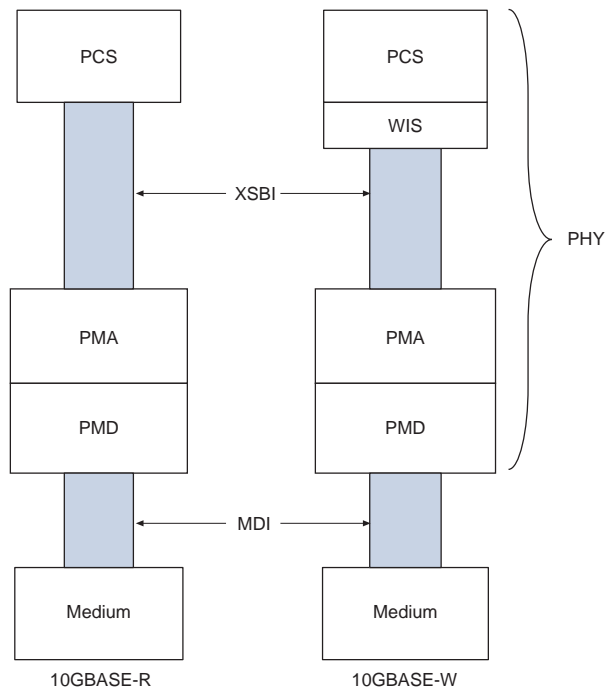 PCS
PCS
WIS
XSBI
PHY
PMA
PMA
PMD
PMD
MDI
Medium
Medium
10GBASE-R
10GBASE-W